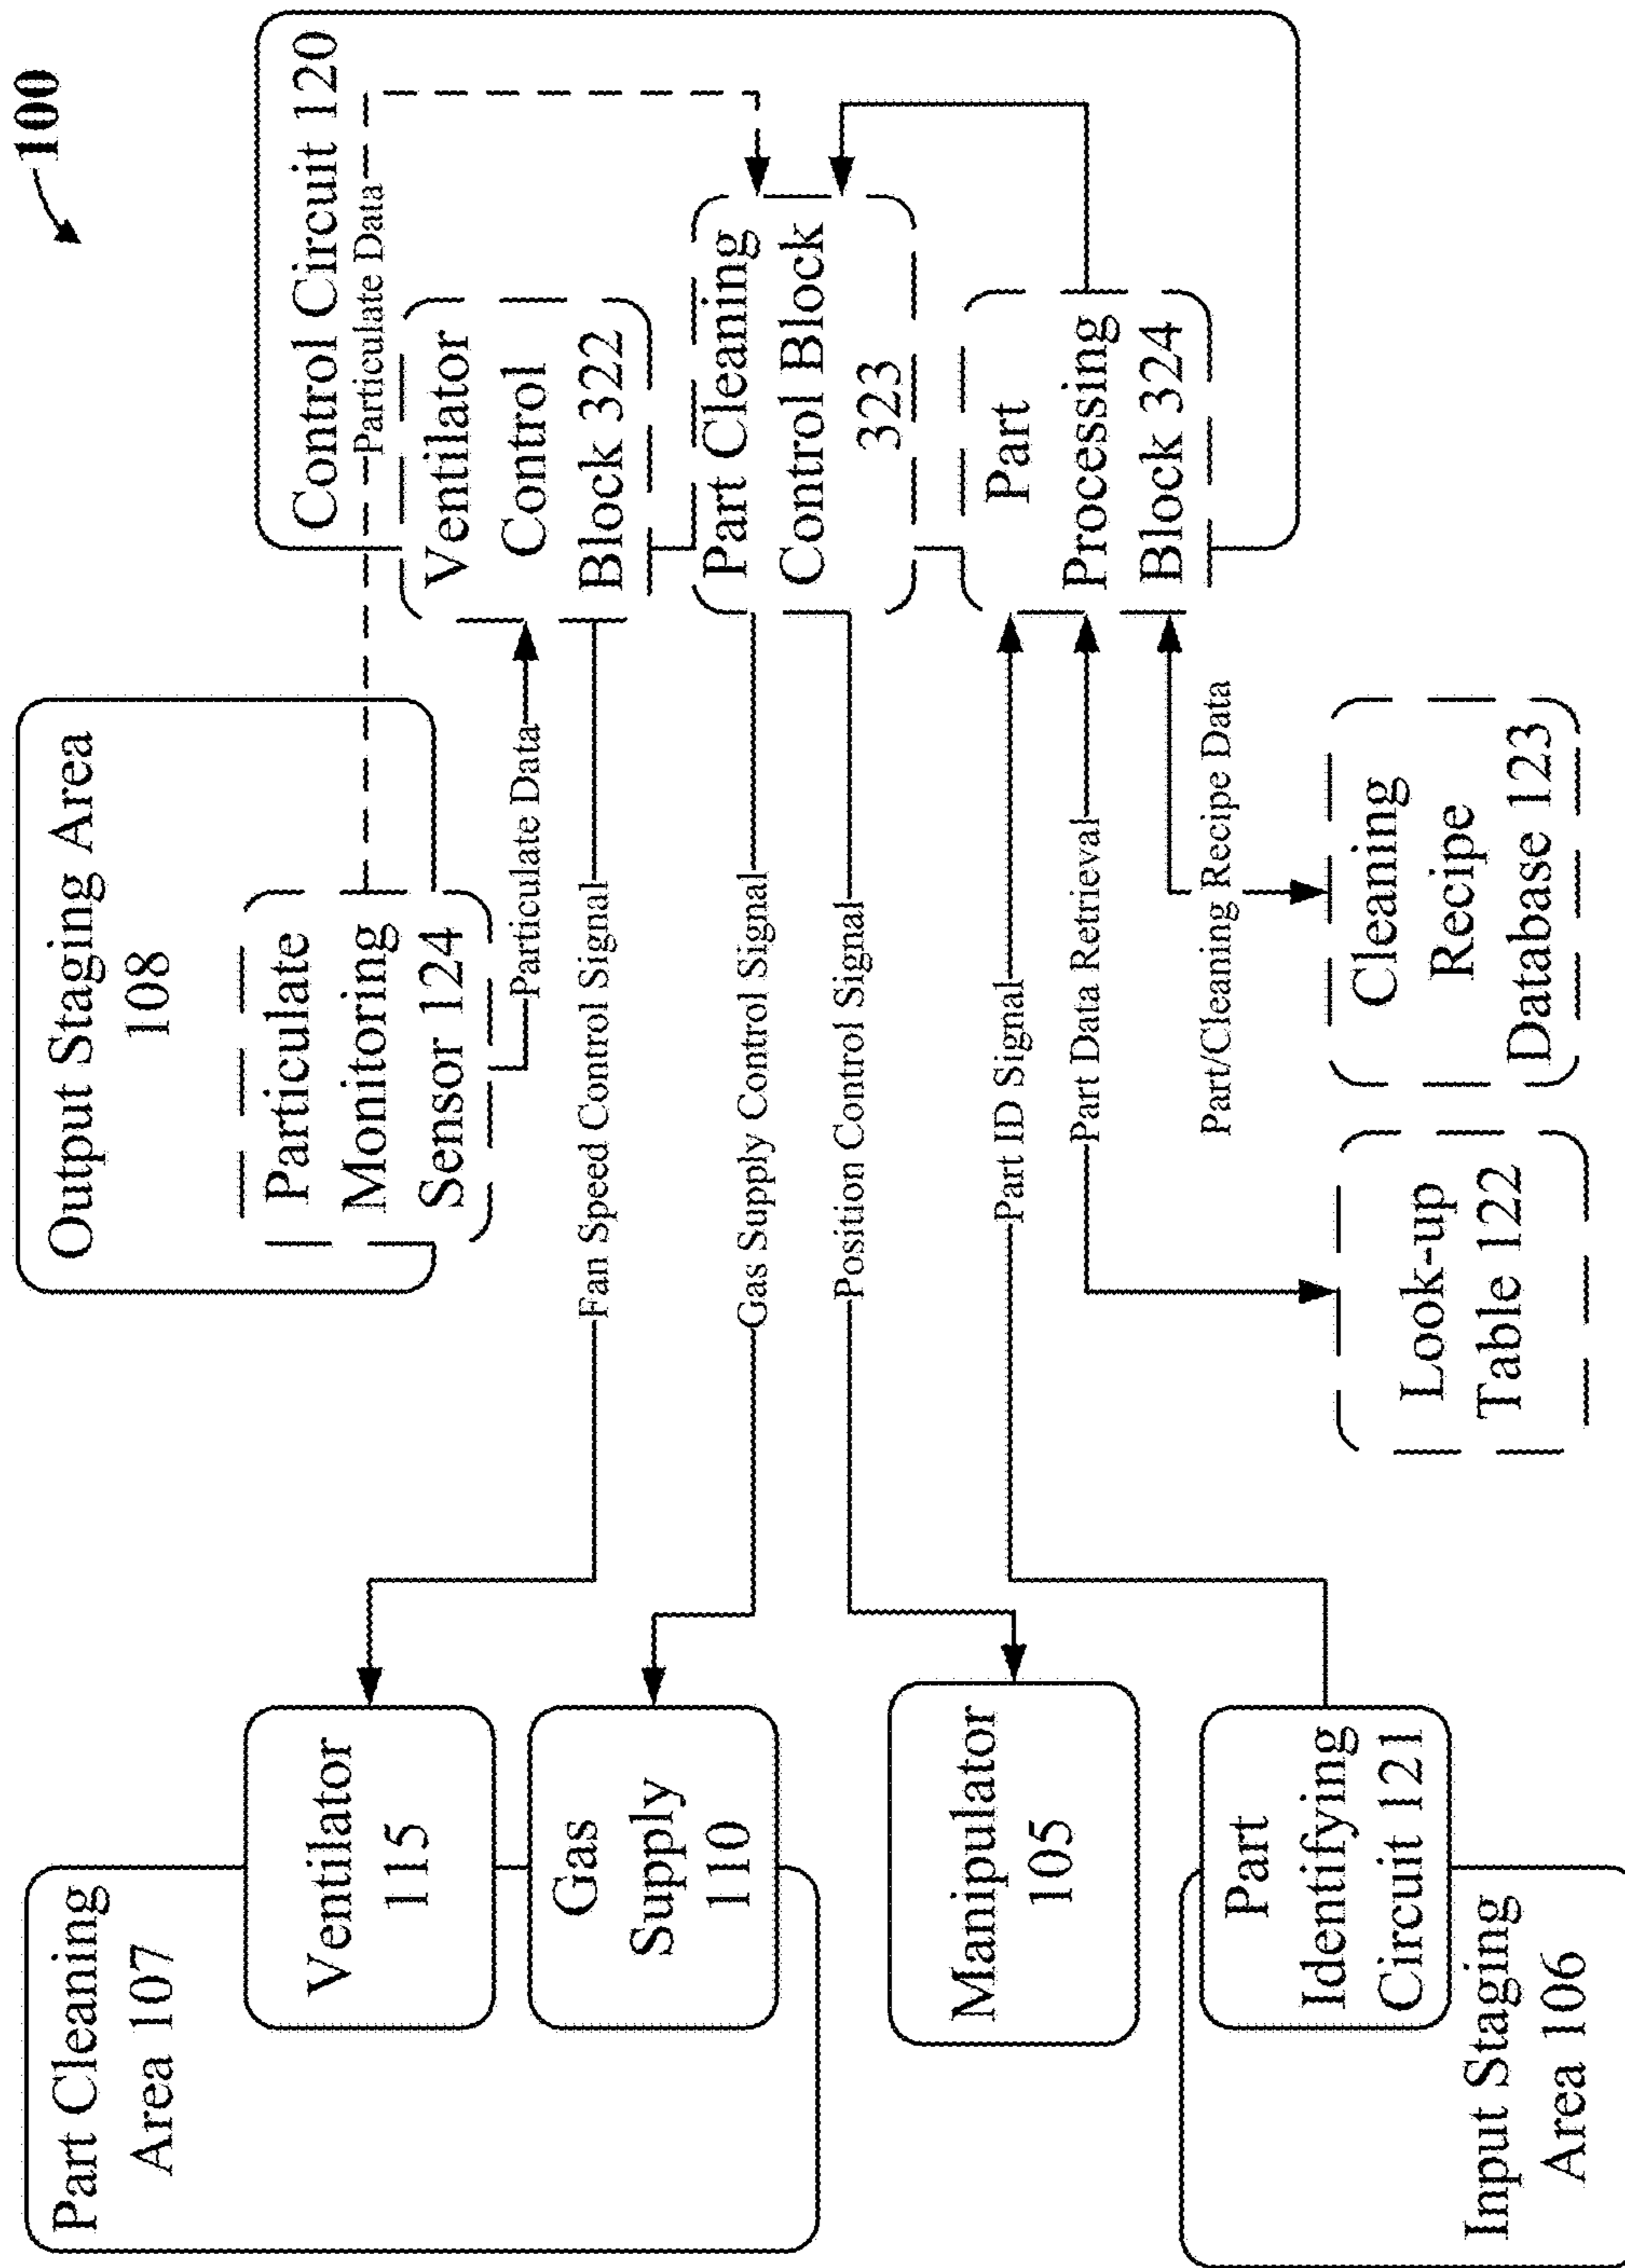 100
Part Cleaning
Area 107
Ventilator
115
Gas
Supply
110
Manipulator
105
Part
Identifying
Circuit 121
Input Staging
Area 106
Output Staging Area
108
Particulate
Monitoring
Sensor 124
Particulate Data
Fan Speed Control Signal
Gas Supply Control Signal
Position Control Signal
Part ID Signal
Part Data Retrieval
Part/Cleaning Recipe Data
Look-up
Table 122
Cleaning
Recipe
Database 123
Control Circuit 120
Particulate Data
Ventilator
Control
Block 322
Part Cleaning
Control Block
323
Part
Processing
Block 324